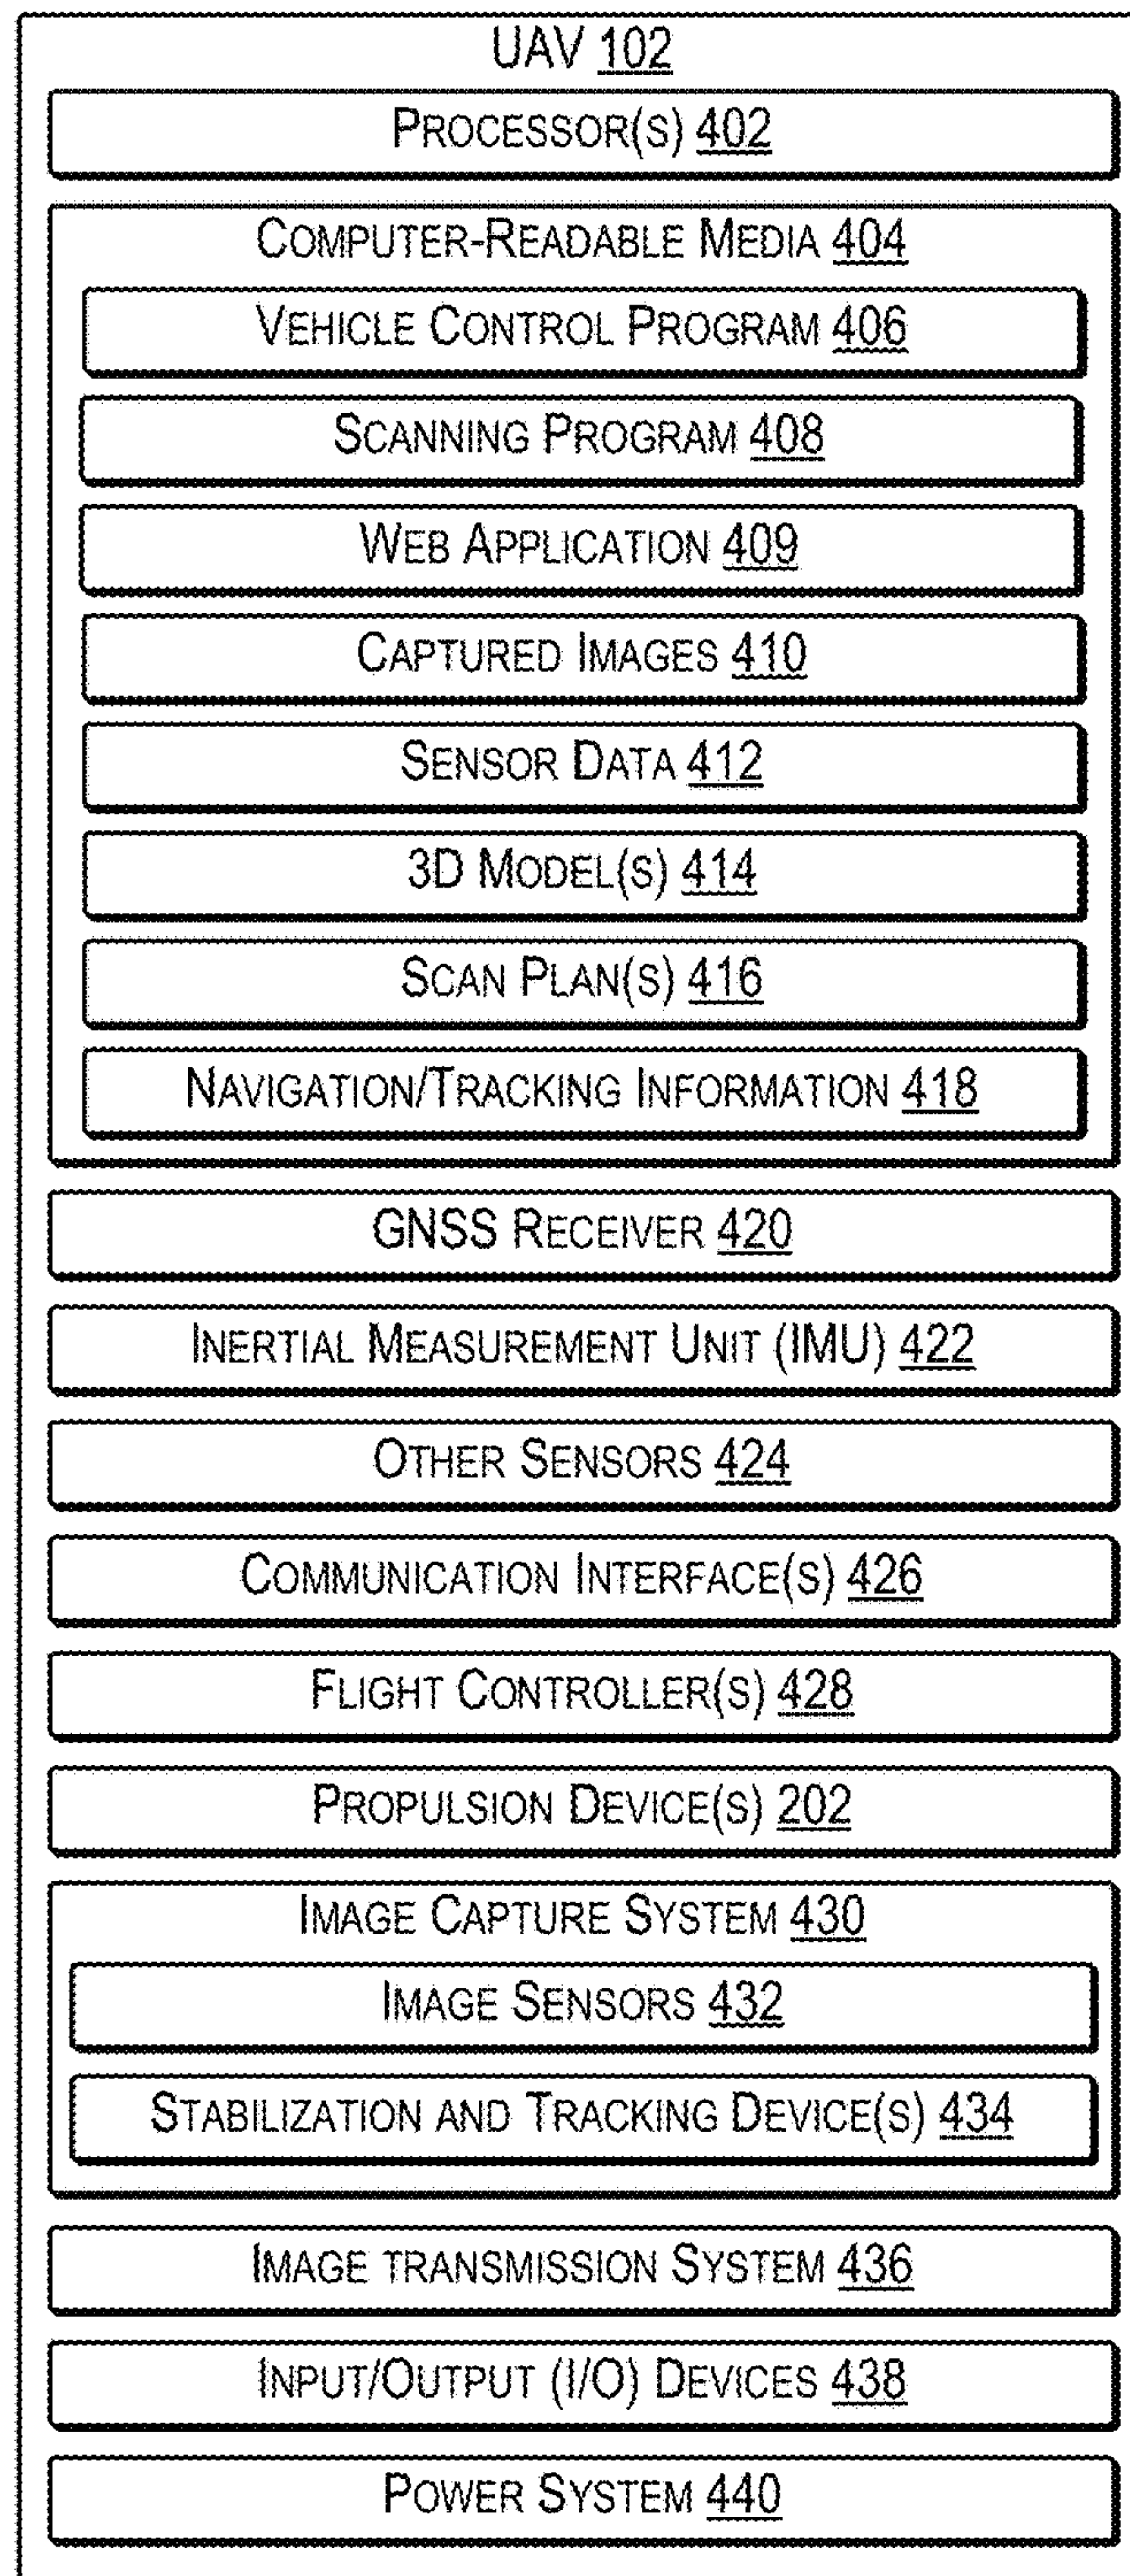 UAV 102
PROCESSOR(S) 402
COMPUTER-READABLE MEDIA 404
VEHICLE CONTROL PROGRAM 406
SCANNING PROGRAM 408
WEB APPLICATION 409
CAPTURED IMAGES 410
SENSOR DATA 412
3D MODEL(S) 414
SCAN PLAN(S) 416
NAVIGATION/TRACKING INFORMATION 418
GNSS RECEIVER 420
INERTIAL MEASUREMENT UNIT (IMU) 422
OTHER SENSORS 424
COMMUNICATION INTERFACE(S) 426
FLIGHT CONTROLLER(S) 428
PROPULSION DEVICE(S) 202
IMAGE CAPTURE SYSTEM 430
IMAGE SENSORS 432
STABILIZATION AND TRACKING DEVICE(S) 434
IMAGE TRANSMISSION SYSTEM 436
INPUT/OUTPUT (I/O) DEVICES 438
POWER SYSTEM 440